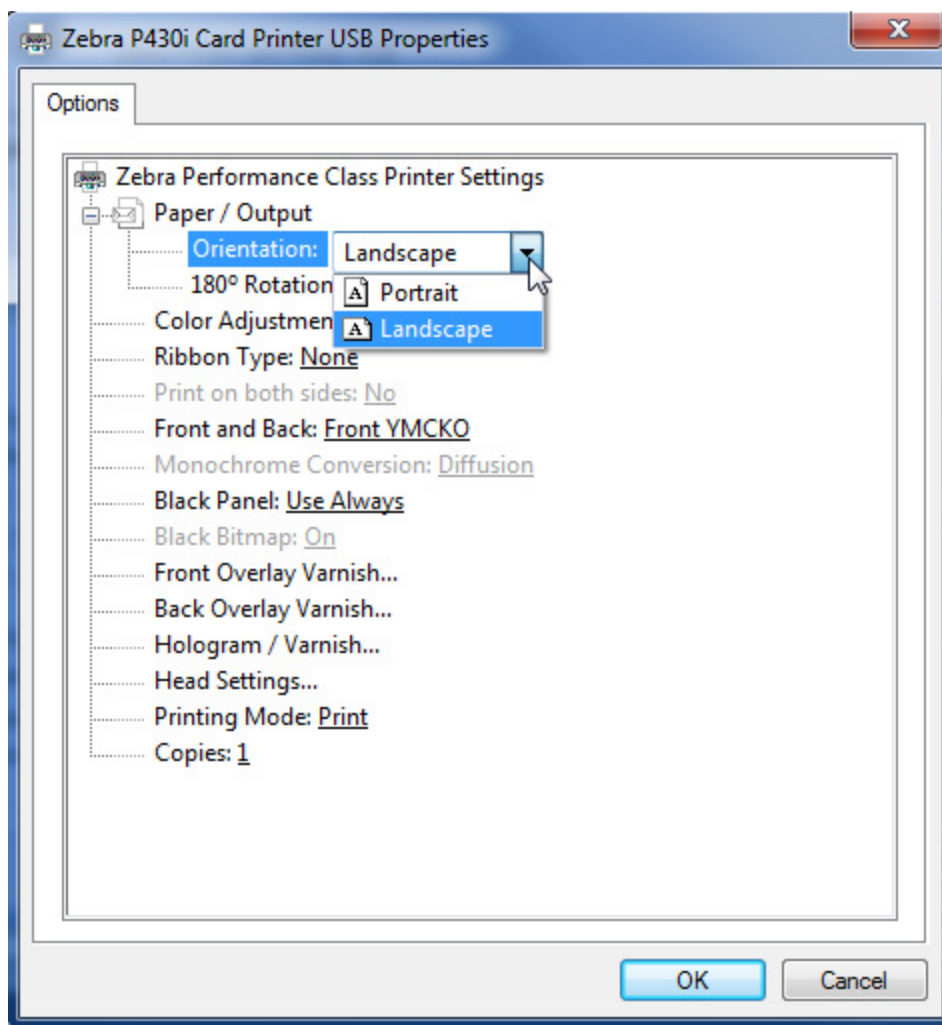 Zebra P430i Card Printer USB Properties
Options
Zebra Performance Class Printer Settings
Paper / Output
Orientation: Landscape
180º Rotation
A Portrait
A Landscape
Color Adjustmen
Ribbon Type: None
Print on both sides: No
Front and Back: Front YMCKO
Monochrome Conversion: Diffusion
Black Panel: Use Always
Black Bitmap: On
Front Overlay Varnish...
Back Overlay Varnish...
Hologram / Varnish...
Head Settings...
Printing Mode: Print
Copies: 1
OK Cancel